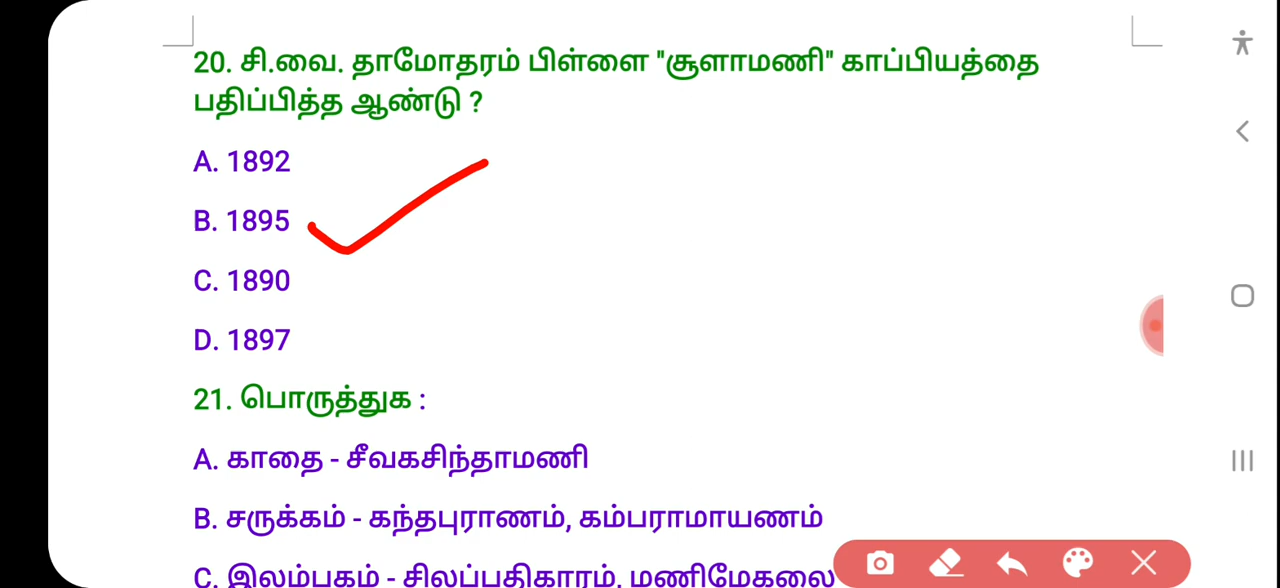 20. சி.வை. தாமோதரம் பிள்ளை "சூளாமணி" காப்பியத்தை
பதிப்பித்த ஆண்டு ?
A. 1892
B. 1895
C. 1890
D. 1897
21. பொருத்துக :
A. காதை - சீவகசிந்தாமணி
B. சருக்கம் - கந்தபுராணம், கம்பராமாயணம்
C. இலம்பகம் - சிலப்பதிகாரம், மணிமேகலை